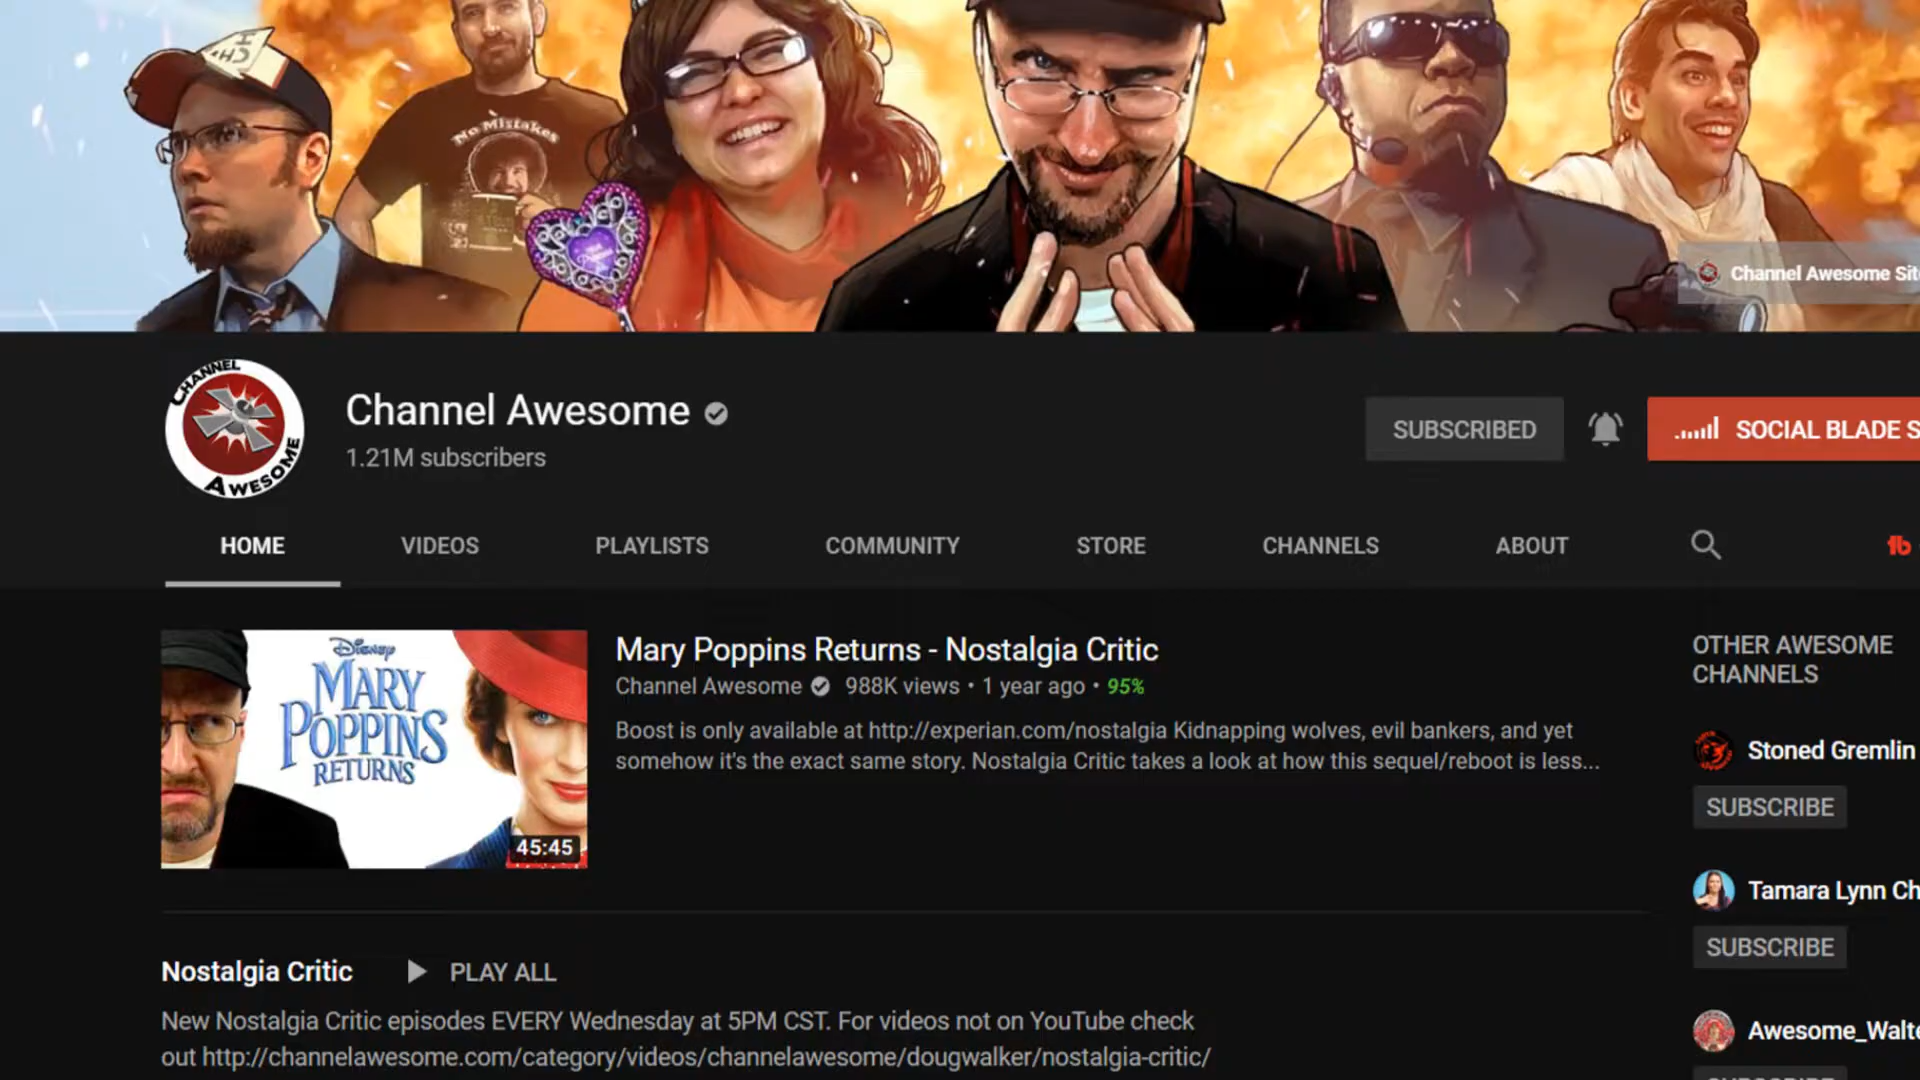 No Mistakes
Channel Awesome Sit
CHANNEL
AWESOME
Channel Awesome
1.21M subscribers
SUBSCRIBED
SOCIAL BLADE S
HOME
VIDEOS
PLAYLISTS
COMMUNITY
STORE
CHANNELS
ABOUT
Disney
MARY
POPPINS
RETURNS
45:45
Mary Poppins Returns - Nostalgia Critic
Channel Awesome 988K views • 1 year ago • 95%
Boost is only available at http://experian.com/nostalgia Kidnapping wolves, evil bankers, and yet
somehow it's the exact same story. Nostalgia Critic takes a look at how this sequel/reboot is less...
OTHER AWESOME
CHANNELS
Stoned Gremlin
SUBSCRIBE
Tamara Lynn Ch
SUBSCRIBE
Awesome_Walte
Nostalgia Critic
PLAY ALL
New Nostalgia Critic episodes EVERY Wednesday at 5PM CST. For videos not on YouTube check
out http://channelawesome.com/category/videos/channelawesome/dougwalker/nostalgia-critic/